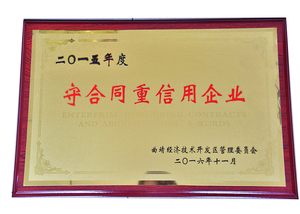 二〇一五年度
守合同重信用企业
曲靖经济技术开发区管理委员会
二〇一六年十一月